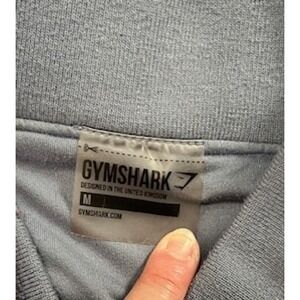 GYMSHARK
DESIGNED IN THE UNITED KINGDOM
M
GYMSHARK.COM